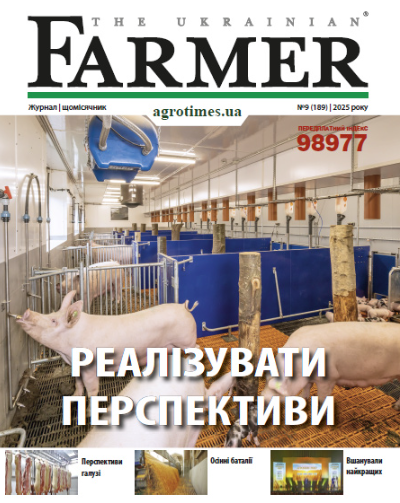 THE UKRAINIAN
FARMER®
Журнал | щомісячник
agrotimes.ua
№9 (189) | 2025 року
ПЕРЕДПЛАТНИЙ ІНДЕКС
98977
РЕАЛІЗУВАТИ
ПЕРСПЕКТИВИ
Перспективи
галузі
Осінні баталії
Вшанували
найкращих